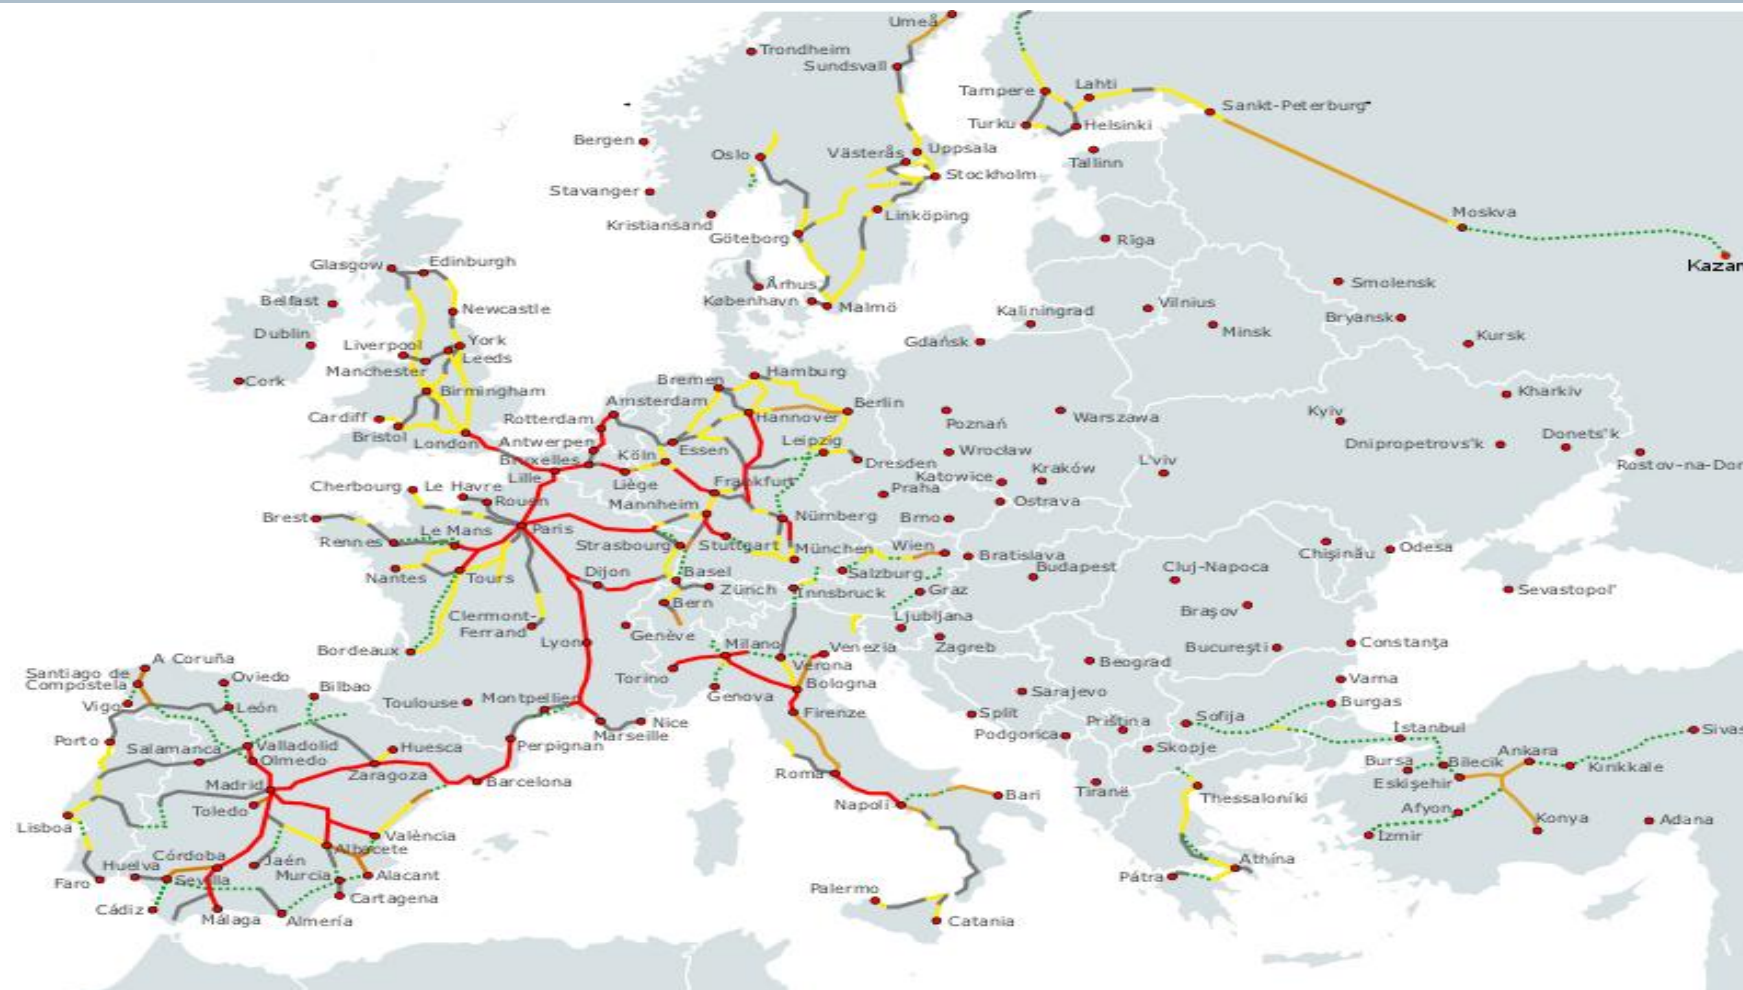 Umeå
Trondheim
Sundsvall
Tampere
Lahti
Sankt-Peterburg
Turku
Helsinki
Bergen
Oslo
Västerås
Uppsala
Tallinn
Stockholm
Stavanger
Kristiansand
Linköping
Göteborg
Moskva
Rīga
Kazan
Glasgow
Edinburgh
Århus
Smolensk
Belfast
København
Malmö
Vilnius
Newcastle
Kaliningrad
Bryansk
Minsk
Dublin
Liverpool
York
Leeds
Gdańsk
Kursk
Manchester
Cork
Birmingham
Bremen
Hamburg
Kharkiv
Amsterdam
Berlin
Cardiff
Rotterdam
Hannover
Poznań
Warszawa
Kyiv
Bristol
London
Antwerpen
Essen
Leipzig
Dnipropetrovs'k
Donets'k
Bruxelles
Köln
Wrocław
Dresden
L'viv
Rostov-na-Don
Lille
Liège
Frankfurt
Katowice
Kraków
Cherbourg
Le Havre
Rouen
Mannheim
Praha
Ostrava
Brest
Le Mans
Paris
Nürnberg
Brno
Rennes
Strasbourg
Stuttgart
München
Wien
Bratislava
Chişinău
Odesa
Nantes
Tours
Dijon
Basel
Salzburg
Budapest
Cluj-Napoca
Zürich
Innsbruck
Graz
Sevastopol'
Bern
Braşov
Clermont-
Ferrand
Ljubljana
Lyon
Genève
Milano
Venezia
Zagreb
Bucureşti
Constanţa
Bordeaux
A Coruña
Santiago de
Compostela
Oviedo
Bilbao
Torino
Verona
Beograd
Varna
Vigo
León
Toulouse
Montpellier
Genova
Bologna
Sarajevo
Burgas
Nice
Marseille
Firenze
Split
Priština
Sofija
İstanbul
Sivas
Porto
Salamanca
Valladolid
Olmedo
Huesca
Perpignan
Podgorica
Skopje
Bursa
Bilecik
Ankara
Kırıkkale
Zaragoza
Madrid
Barcelona
Roma
Eskişehir
Toledo
Napoli
Bari
Tiranë
Thessaloníki
Afyon
Konya
Adana
Lisboa
València
İzmir
Albacete
Córdoba
Huelva
Jaén
Athína
Faro
Sevilla
Murcia
Alacant
Pátra
Cartagena
Palermo
Cádiz
Málaga
Almería
Catania